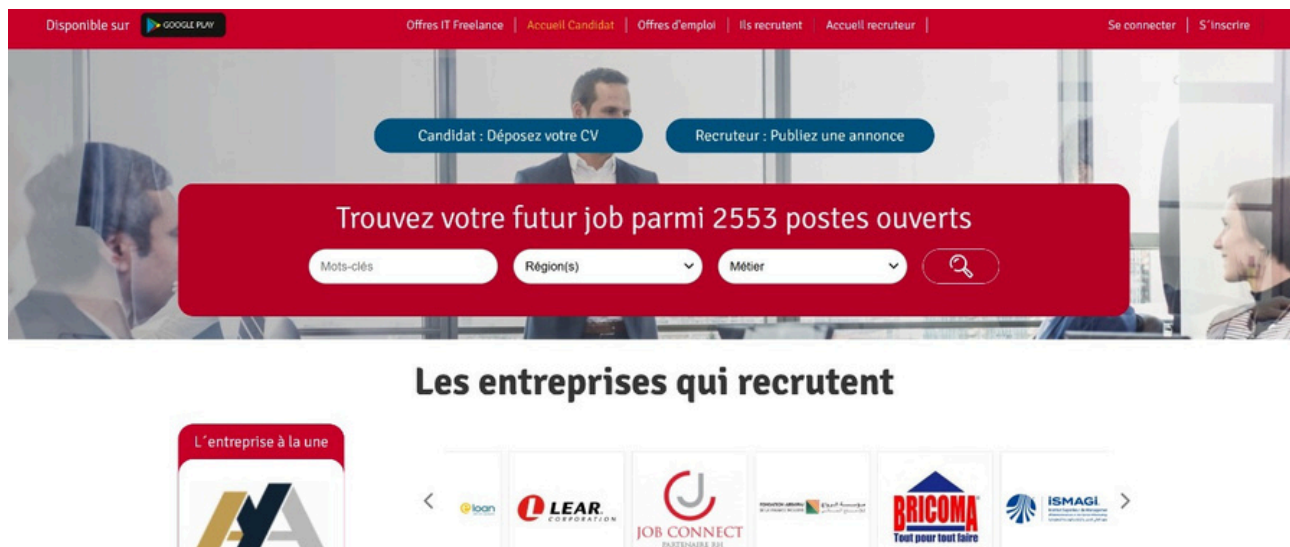 Disponible sur
GOOGLE PLAY
Offres IT Freelance | Accueil Candidat | Offres d'emploi | Ils recrutent | Accueil recruteur |
Se connecter | S´inscrire
Candidat : Déposez votre CV
Recruteur : Publiez une annonce
Trouvez votre futur job parmi 2553 postes ouverts
Mots-clés
Région(s)
Métier
Les entreprises qui recrutent
L´entreprise à la une
@loan
LEAR
CORPORATION
JOB CONNECT
PARTENAIRE RH
BRICOMA
Tout pour tout faire
iSMAGI